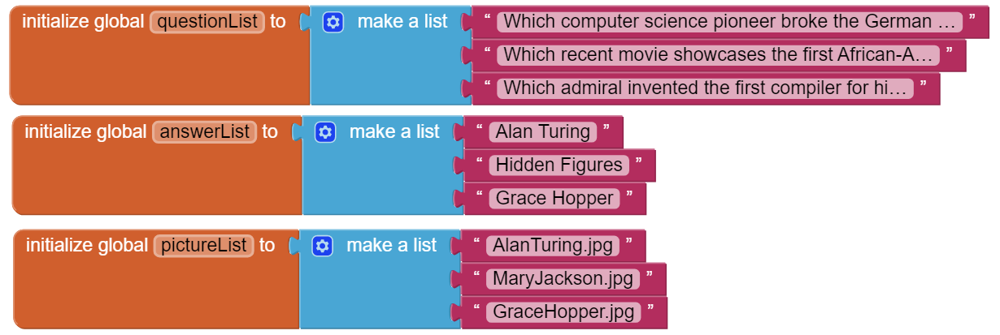 initialize global questionList to make a list “ Which computer science pioneer broke the German … ”
“ Which recent movie showcases the first African-A… ”
“ Which admiral invented the first compiler for hi… ”
initialize global answerList to make a list “ Alan Turing ”
“ Hidden Figures ”
“ Grace Hopper ”
initialize global pictureList to make a list “ AlanTuring.jpg ”
“ MaryJackson.jpg ”
“ GraceHopper.jpg ”